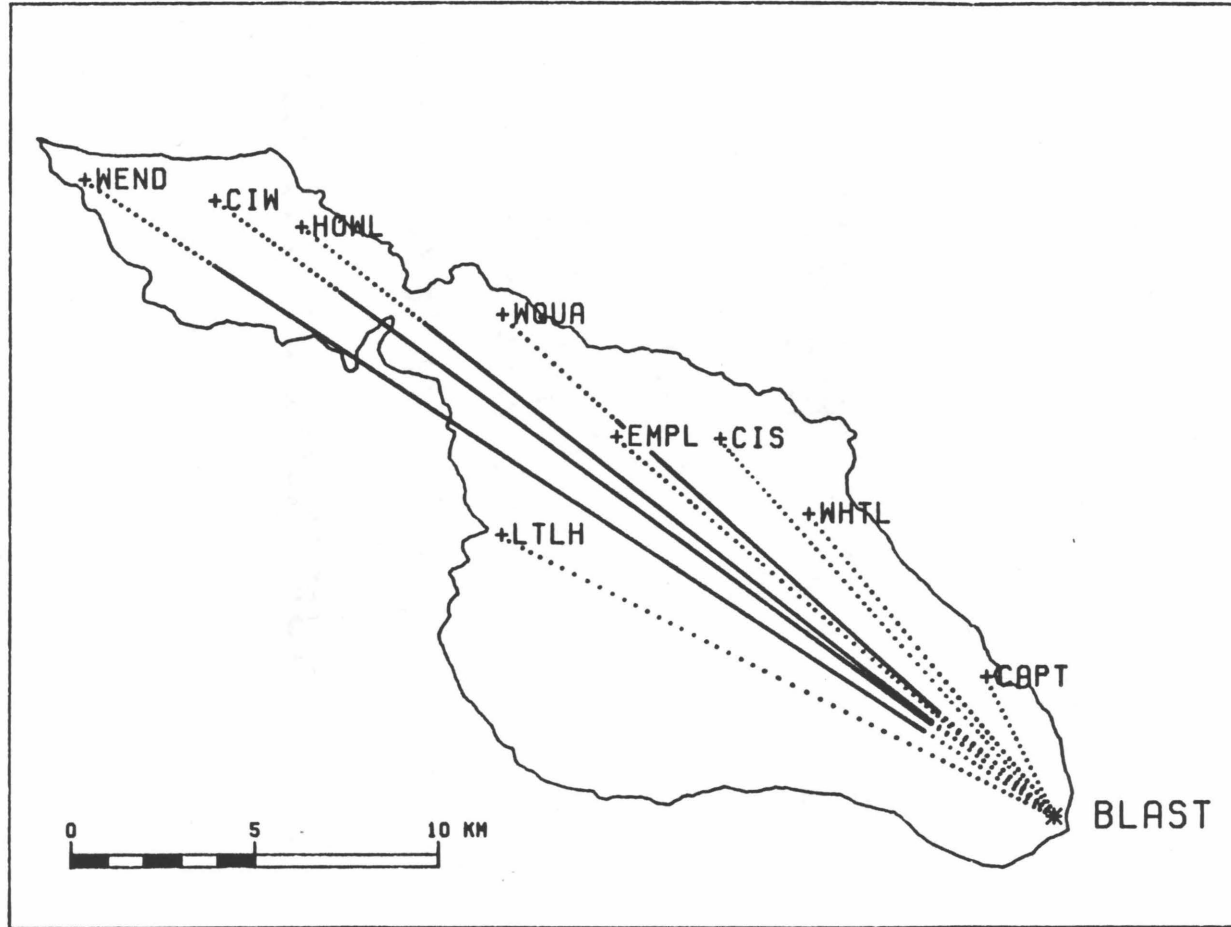 +WEND
+CIW
+HOWL
+WQUA
+EMPL
+CIS
+WHTL
+LTLH
+CAPT
* BLAST
0 5 10 KM